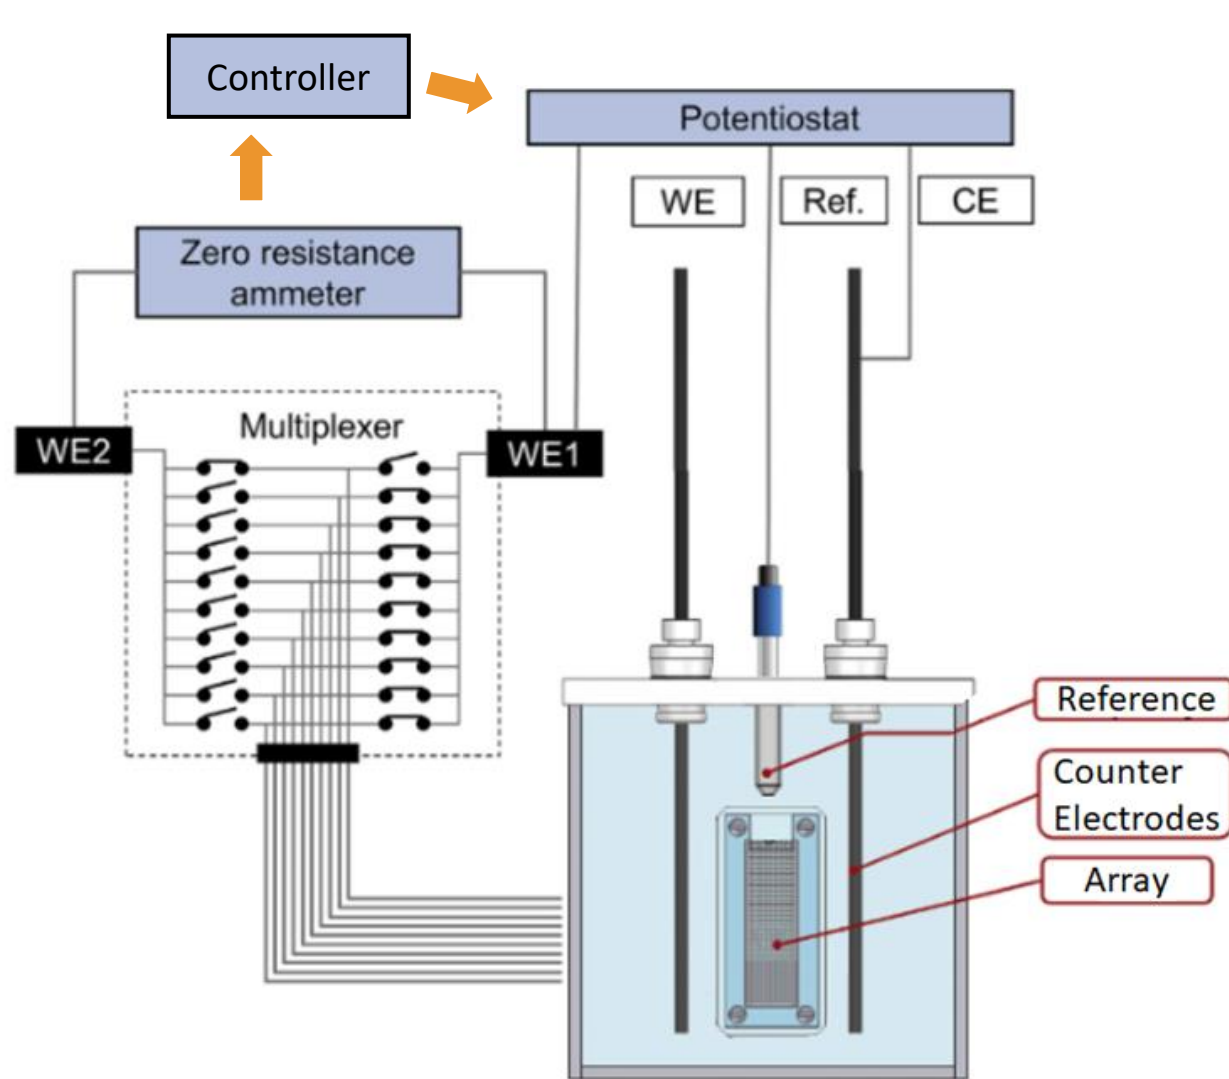 Controller
Potentiostat
WE
Ref.
CE
Zero resistance
ammeter
Multiplexer
WE2
WE1
Reference
Counter
Electrodes
Array